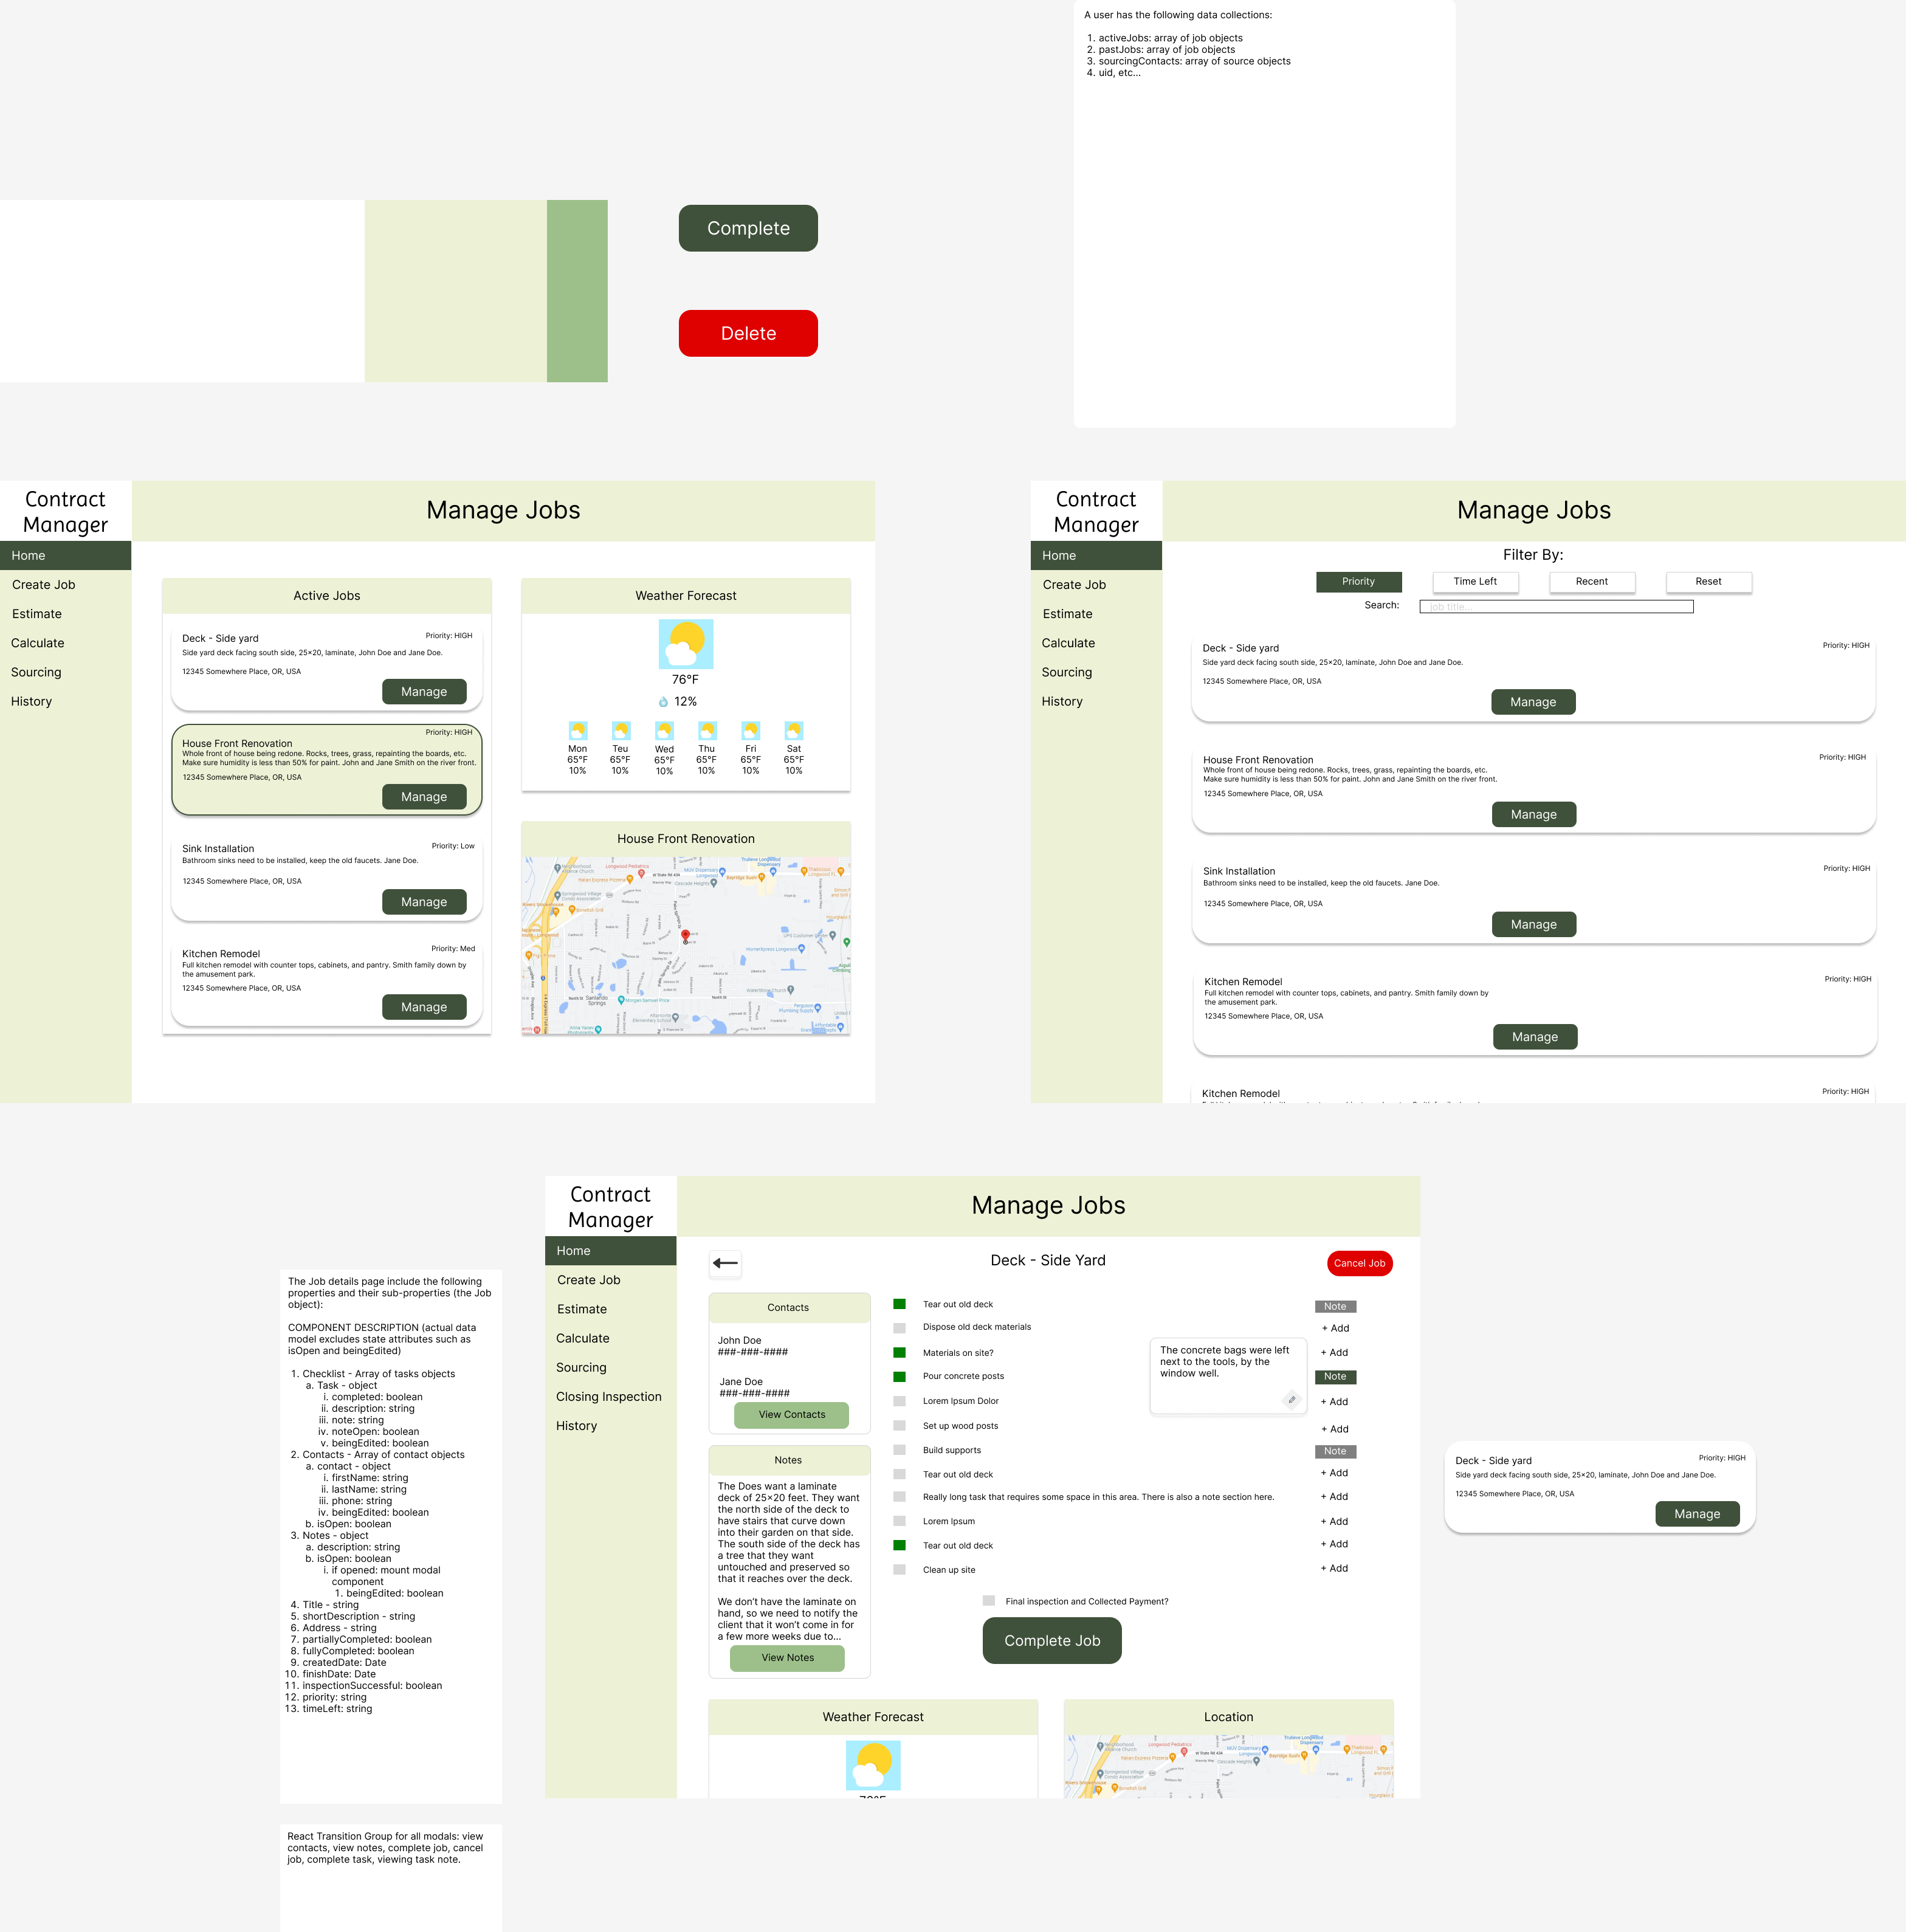 A user has the following data collections:
1. activeJobs: array of job objects
2. pastJobs: array of job objects
3. sourcingContacts: array of source objects
4. uid, etc...
Complete
Delete
Contract
Manager
Manage Jobs
Home
Create Job
Estimate
Calculate
Sourcing
History
Active Jobs
Deck - Side yard
Priority: HIGH
Side yard deck facing south side, 25×20, laminate, John Doe and Jane Doe.
12345 Somewhere Place, OR, USA
Manage
Priority: HIGH
House Front Renovation
Whole front of house being redone. Rocks, trees, grass, repainting the boards, etc.
Make sure humidity is less than 50% for paint. John and Jane Smith on the river front.
12345 Somewhere Place, OR, USA
Manage
Sink Installation
Priority: Low
Bathroom sinks need to be installed, keep the old faucets. Jane Doe.
12345 Somewhere Place, OR, USA
Manage
Priority: Med
Kitchen Remodel
Full kitchen remodel with counter tops, cabinets, and pantry. Smith family down by
the amusement park.
12345 Somewhere Place, OR, USA
Manage
Weather Forecast
76°F
12%
Mon Teu Wed Thu Fri Sat
65°F 65°F 65°F 65°F 65°F 65°F
10% 10% 10% 10% 10% 10%
House Front Renovation
Contract
Manager
Manage Jobs
Home
Create Job
Estimate
Calculate
Sourcing
History
Filter By:
Priority
Time Left
Recent
Reset
Search:
job title...
Deck - Side yard
Priority: HIGH
Side yard deck facing south side, 25×20, laminate, John Doe and Jane Doe.
12345 Somewhere Place, OR, USA
Manage
House Front Renovation
Priority: HIGH
Whole front of house being redone. Rocks, trees, grass, repainting the boards, etc.
Make sure humidity is less than 50% for paint. John and Jane Smith on the river front.
12345 Somewhere Place, OR, USA
Manage
Sink Installation
Priority: HIGH
Bathroom sinks need to be installed, keep the old faucets. Jane Doe.
12345 Somewhere Place, OR, USA
Manage
Kitchen Remodel
Priority: HIGH
Full kitchen remodel with counter tops, cabinets, and pantry. Smith family down by
the amusement park.
12345 Somewhere Place, OR, USA
Manage
Kitchen Remodel
Priority: HIGH
The Job details page include the following
properties and their sub-properties (the Job
object):
COMPONENT DESCRIPTION (actual data
model excludes state attributes such as
isOpen and beingEdited)
1. Checklist - Array of tasks objects
a. Task - object
i. completed: boolean
ii. description: string
iii. note: string
iv. noteOpen: boolean
v. beingEdited: boolean
2. Contacts - Array of contact objects
a. contact - object
i. firstName: string
ii. lastName: string
iii. phone: string
iv. beingEdited: boolean
b. isOpen: boolean
3. Notes - object
a. description: string
b. isOpen: boolean
i. if opened: mount modal
component
1. beingEdited: boolean
4. Title - string
5. shortDescription - string
6. Address - string
7. partiallyCompleted: boolean
8. fullyCompleted: boolean
9. createdDate: Date
10. finishDate: Date
11. inspectionSuccessful: boolean
12. priority: string
13. timeLeft: string
React Transition Group for all modals: view
contacts, view notes, complete job, cancel
job, complete task, viewing task note.
Contract
Manager
Manage Jobs
Home
Create Job
Estimate
Calculate
Sourcing
Closing Inspection
History
Deck - Side Yard
Cancel Job
Contacts
John Doe
###-###-####
Jane Doe
###-###-####
View Contacts
Notes
The Does want a laminate
deck of 25×20 feet. They want
the north side of the deck to
have stairs that curve down
into their garden on that side.
The south side of the deck has
a tree that they want
untouched and preserved so
that it reaches over the deck.
We don't have the laminate on
hand, so we need to notify the
client that it won't come in for
a few more weeks due to...
View Notes
Tear out old deck
Note
Dispose old deck materials
+ Add
Materials on site?
+ Add
Pour concrete posts
Note
The concrete bags were left
next to the tools, by the
window well.
Lorem Ipsum Dolor
+ Add
Set up wood posts
+ Add
Build supports
Note
Tear out old deck
+ Add
Really long task that requires some space in this area. There is also a note section here.
+ Add
Lorem Ipsum
+ Add
Tear out old deck
+ Add
Clean up site
+ Add
Final inspection and Collected Payment?
Complete Job
Weather Forecast
Location
Deck - Side yard
Priority: HIGH
Side yard deck facing south side, 25×20, laminate, John Doe and Jane Doe.
12345 Somewhere Place, OR, USA
Manage